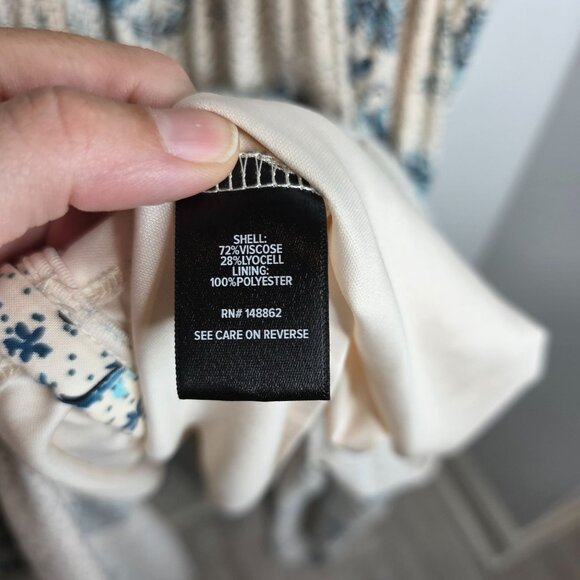 SHELL:
72%VISCOSE
28%LYOCELL
LINING:
100%POLYESTER
RN# 148862
SEE CARE ON REVERSE